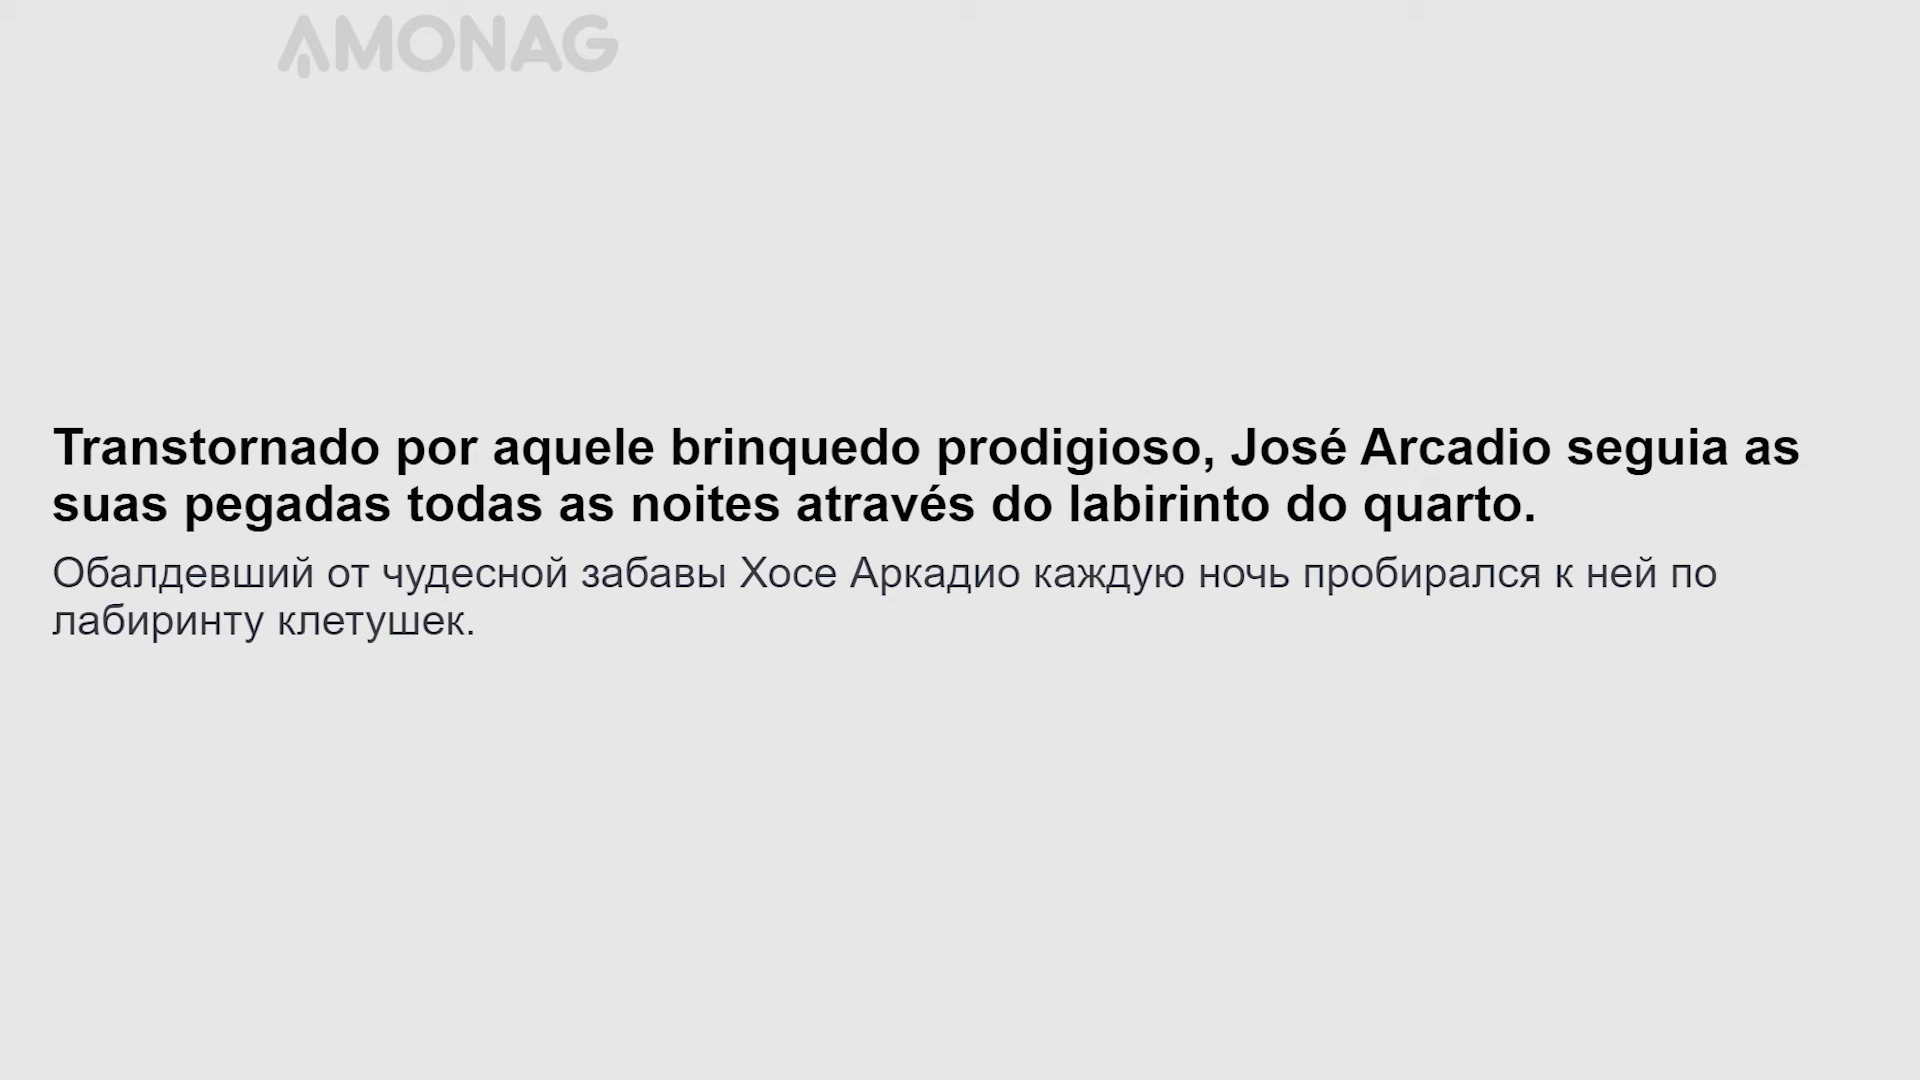 AMONAG
Transtornado por aquele brinquedo prodigioso, José Arcadio seguia as
suas pegadas todas as noites através do labirinto do quarto.
Обалдевший от чудесной забавы Хосе Аркадио каждую ночь пробирался к ней по
лабиринту клетушек.